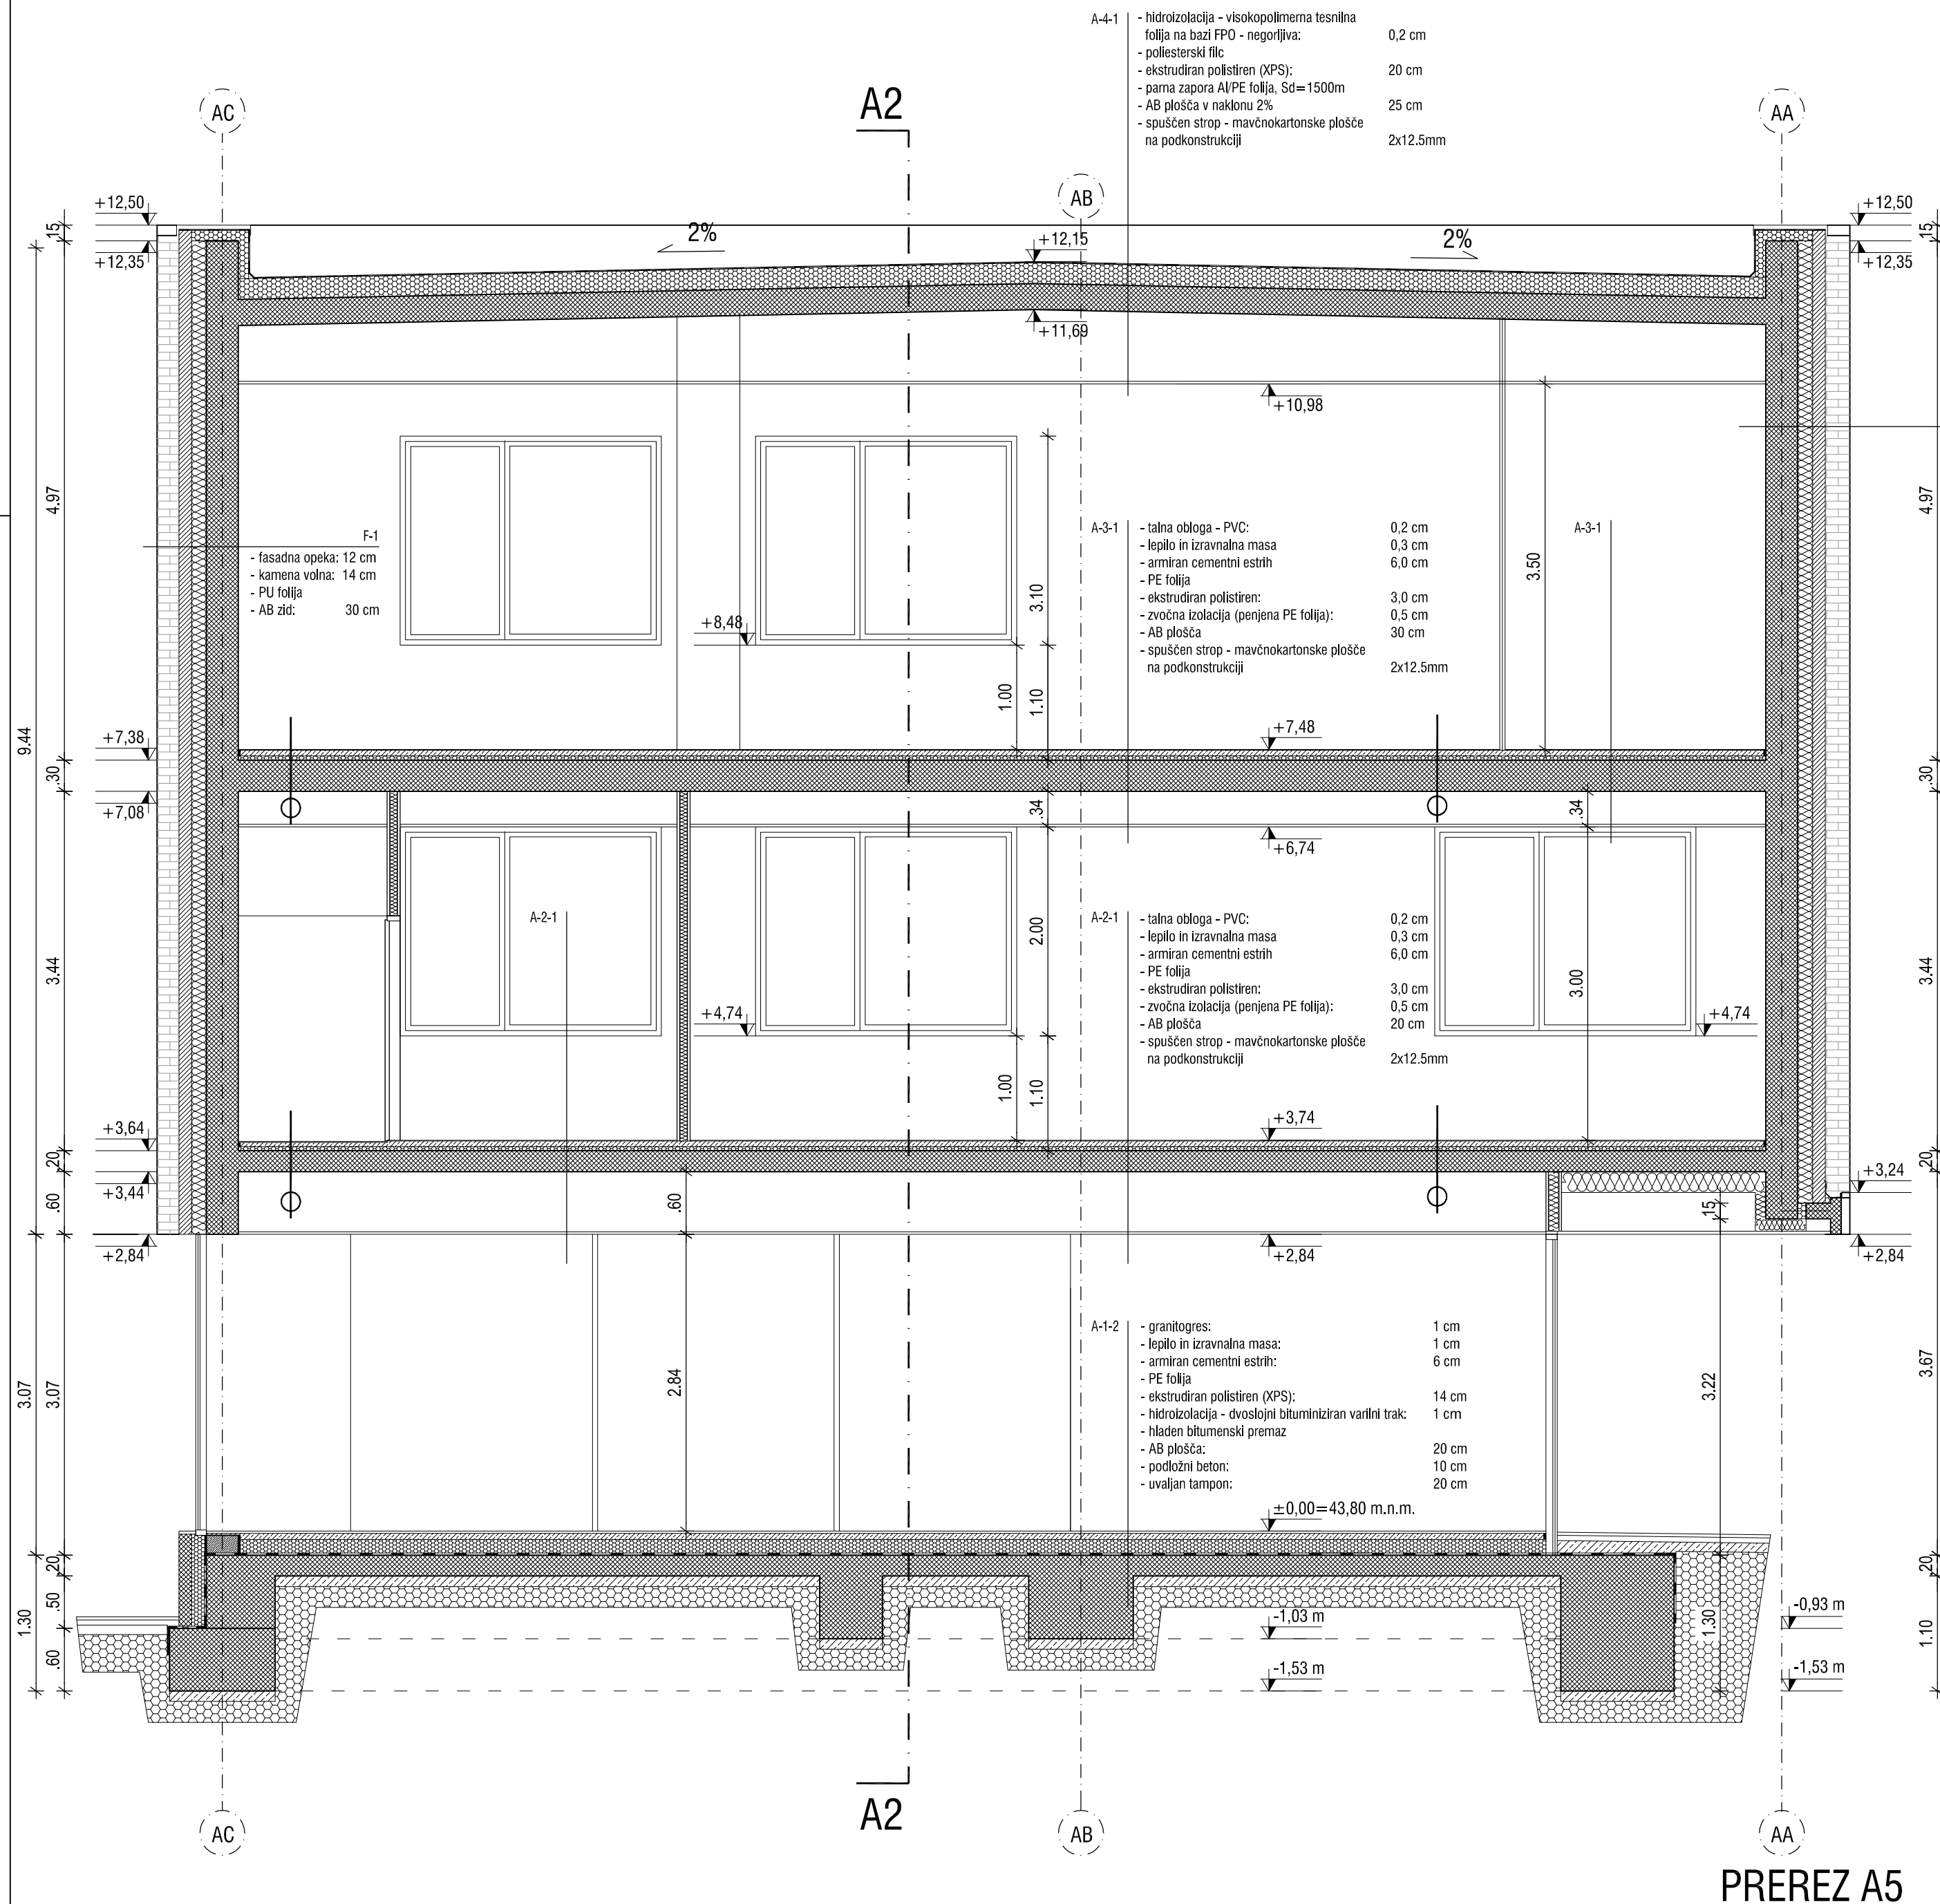 A-4-1
- hidroizolacija - visokopolimerna tesnilna
folija na bazi FPO - negorljiva: 0,2 cm
- poliesterski filc
- ekstrudiran polistiren (XPS): 20 cm
- parna zapora Al/PE folija, Sd=1500m
- AB plošča v naklonu 2% 25 cm
- spuščen strop - mavčnokartonske plošče
na podkonstrukciji 2x12.5mm
AC
A2
AB
AA
+12,50
15
+12,35
2%
+12,15
2%
+12,50
15
+12,35
+11,69
+10,98
4.97
9.44
F-1
- fasadna opeka: 12 cm
- kamena volna: 14 cm
- PU folija
- AB zid: 30 cm
+8,48
3.10
1.00
1.10
A-3-1
- talna obloga - PVC: 0,2 cm
- lepilo in izravnalna masa 0,3 cm
- armiran cementni estrih 6,0 cm
- PE folija
- ekstrudiran polistiren: 3,0 cm
- zvočna izolacija (penjena PE folija): 0,5 cm
- AB plošča 30 cm
- spuščen strop - mavčnokartonske plošče
na podkonstrukciji 2x12.5mm
A-3-1
3.50
4.97
+7,38
+7,48
.30
.30
+7,08
.34
.34
+6,74
3.44
A-2-1
2.00
+4,74
1.00
1.10
A-2-1
- talna obloga - PVC: 0,2 cm
- lepilo in izravnalna masa 0,3 cm
- armiran cementni estrih 6,0 cm
- PE folija
- ekstrudiran polistiren: 3,0 cm
- zvočna izolacija (penjena PE folija): 0,5 cm
- AB plošča 20 cm
- spuščen strop - mavčnokartonske plošče
na podkonstrukciji 2x12.5mm
3.00
+4,74
3.44
+3,64
+3,74
.20
.20
+3,44
+3,24
.60
.60
15
+2,84
+2,84
+2,84
3.07
3.07
2.84
A-1-2
- granitogres: 1 cm
- lepilo in izravnalna masa: 1 cm
- armiran cementni estrih: 6 cm
- PE folija
- ekstrudiran polistiren (XPS): 14 cm
- hidroizolacija - dvoslojni bituminiziran varilni trak: 1 cm
- hladen bitumenski premaz
- AB plošča: 20 cm
- podložni beton: 10 cm
- uvaljan tampon: 20 cm
3.22
3.67
±0,00=43,80 m.n.m.
.20
.20
.50
1.30
.60
-1,03 m
-1,53 m
1.30
-0,93 m
-1,53 m
1.10
A2
AC
AB
AA
PREREZ A5